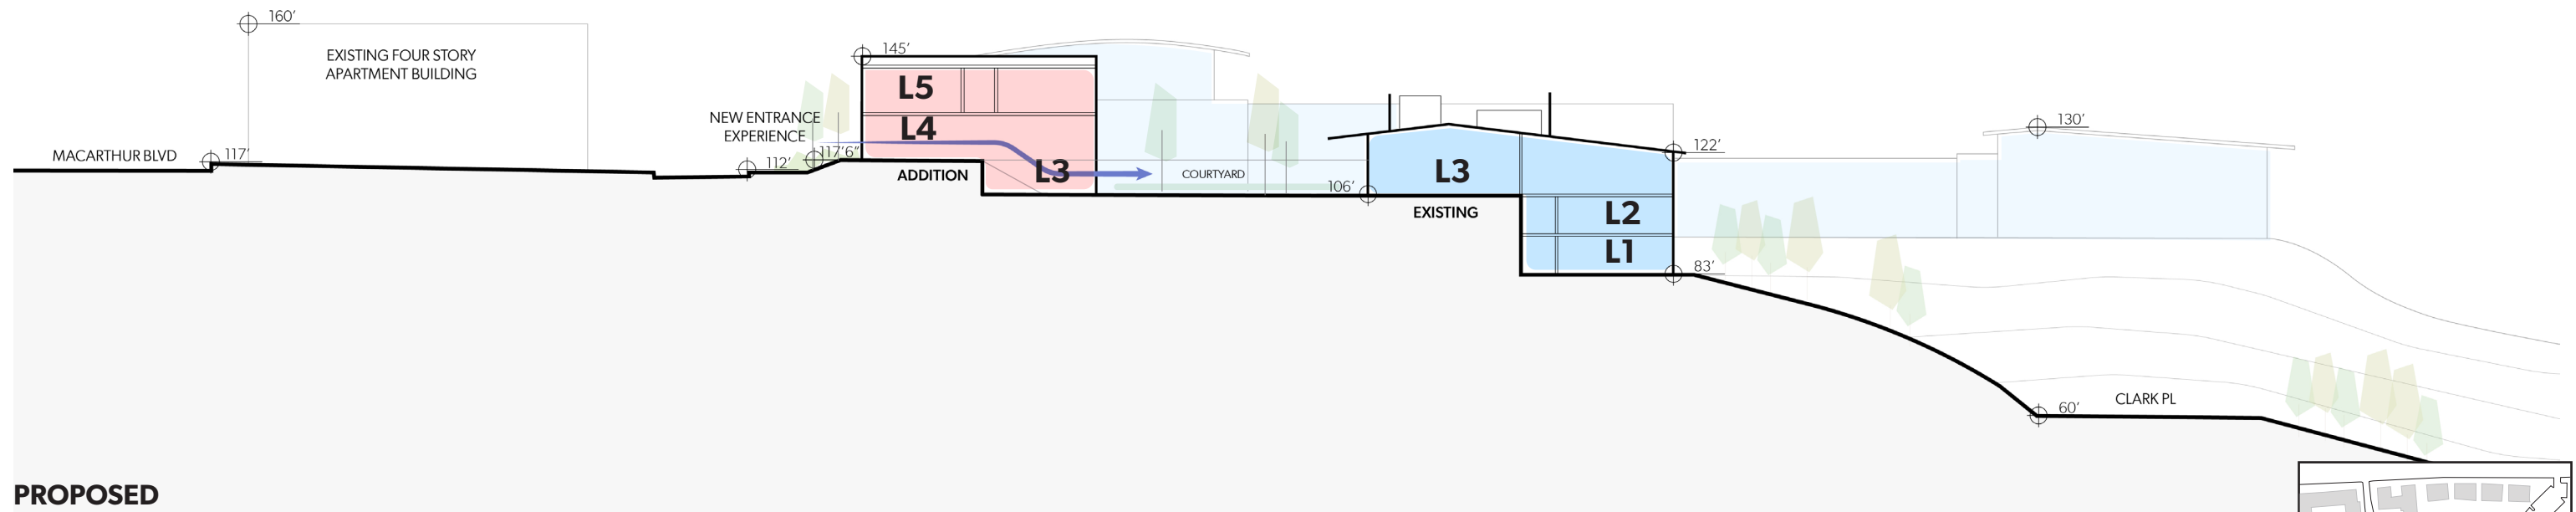 160’
EXISTING FOUR STORY
APARTMENT BUILDING
MACARTHUR BLVD
117’
NEW ENTRANCE
EXPERIENCE
112’
117’6”
145’
L5
L4
L3
ADDITION
COURTYARD
106’
L3
EXISTING
L2
L1
122’
83’
130’
60’
CLARK PL
PROPOSED